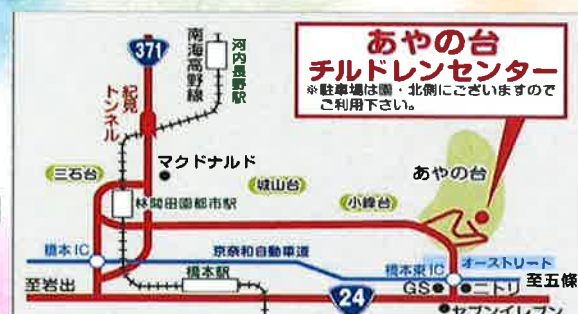 371
南海高野線
河内長野駅
紀見トンネル
あやの台
チルドレンセンター
※駐車場は園・北側にございますので
ご利用下さい。
マクドナルド
三石台
城山台
あやの台
小峰台
林間田園都市駅
橋本IC
京奈和自動車道
橋本東IC
オーストリート
至岩出
橋本駅
至五條
24
GS
ニトリ
セブンイレブン